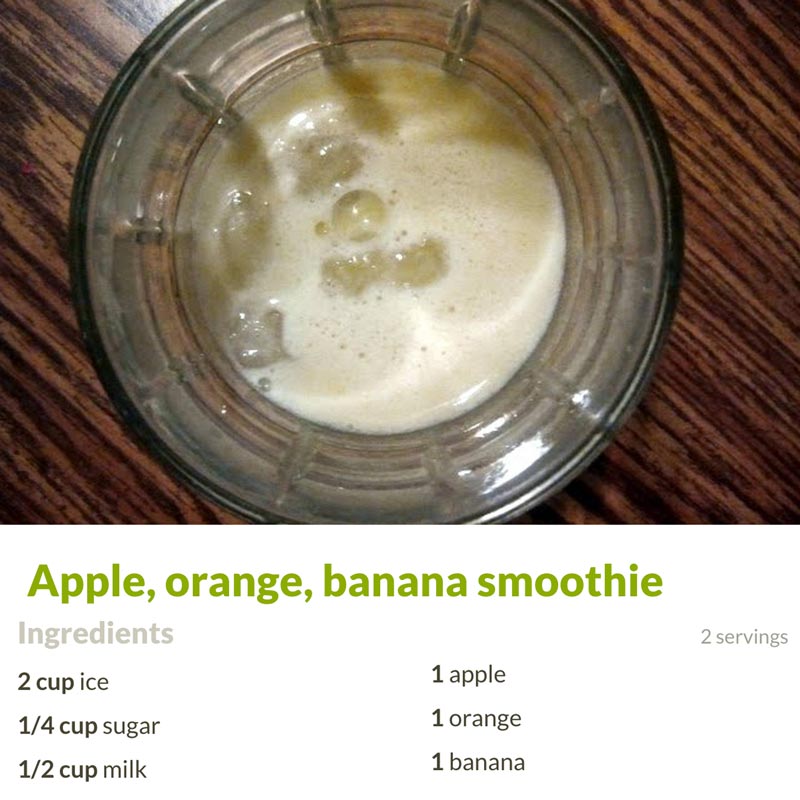 Apple, orange, banana smoothie
Ingredients
2 servings
2 cup ice
1/4 cup sugar
1/2 cup milk
1 apple
1 orange
1 banana